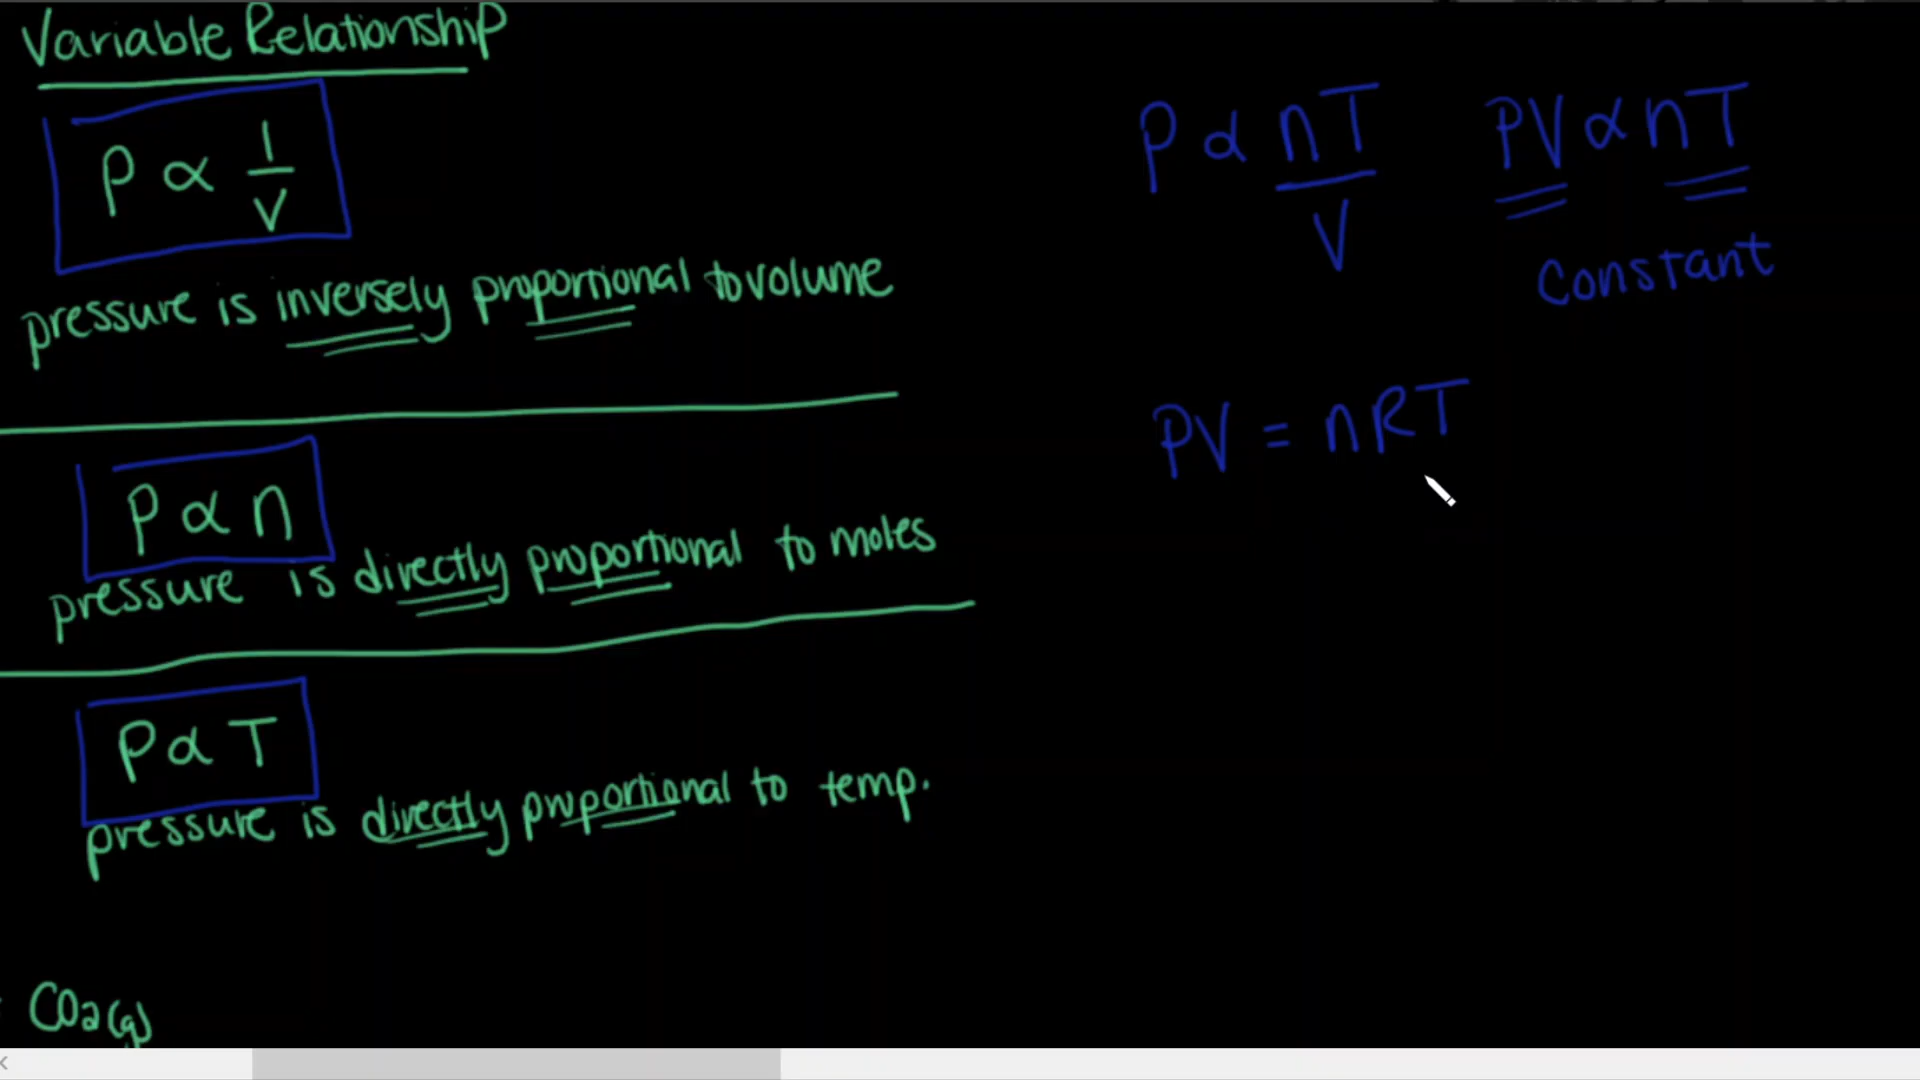 Variable Relationship
P ∝ 1/V
pressure is inversely proportional to volume
P ∝ n
pressure is directly proportional to moles
P ∝ T
pressure is directly proportional to temp.
CO2(g)
P ∝ nT/V
PV ∝ nT
Constant
PV = nRT